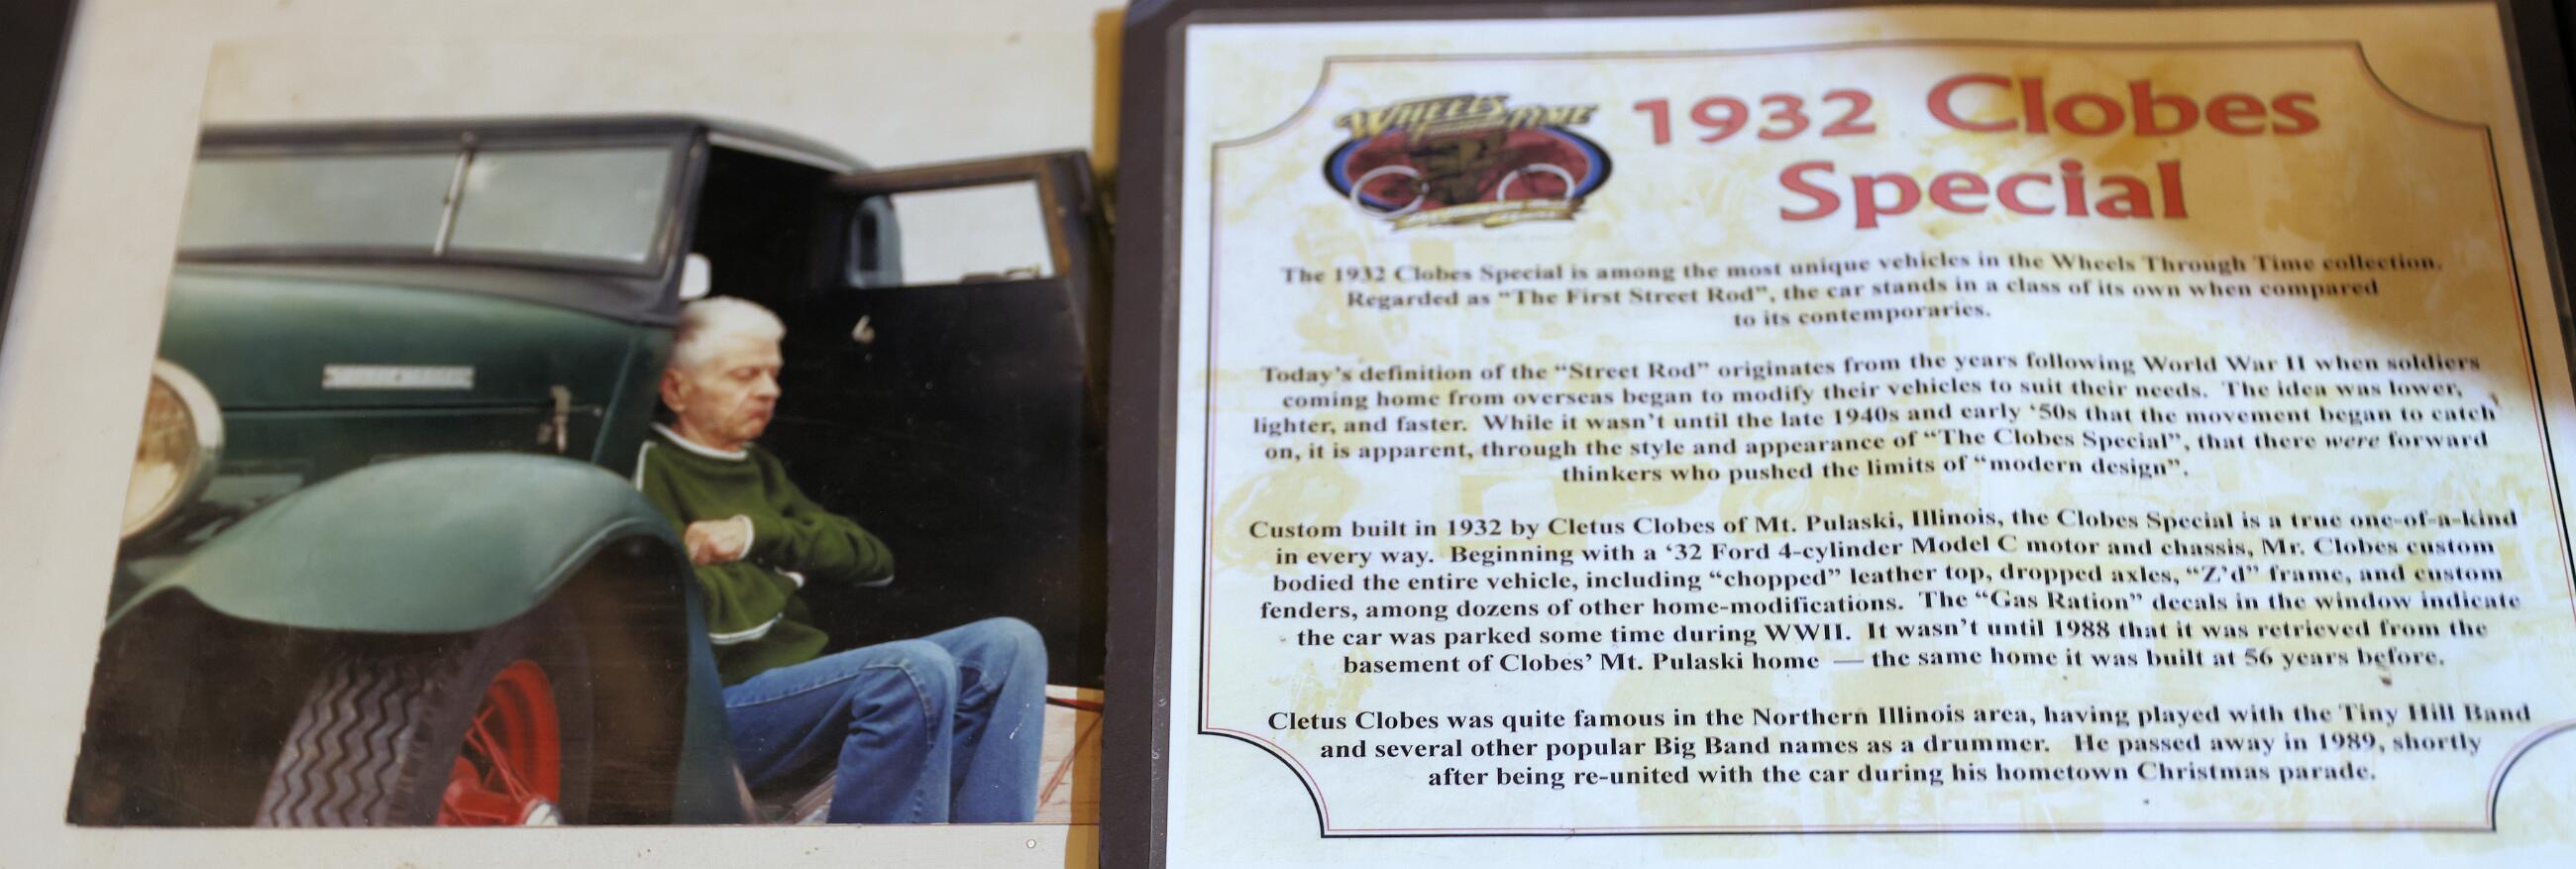 WHEELS
THROUGH TIME
1932 Clobes
Special
The 1932 Clobes Special is among the most unique vehicles in the Wheels Through Time collection.
Regarded as "The First Street Rod", the car stands in a class of its own when compared
to its contemporaries.
Today's definition of the "Street Rod" originates from the years following World War II when soldiers
coming home from overseas began to modify their vehicles to suit their needs. The idea was lower,
lighter, and faster. While it wasn't until the late 1940s and early '50s that the movement began to catch
on, it is apparent, through the style and appearance of "The Clobes Special", that there were forward
thinkers who pushed the limits of "modern design".
Custom built in 1932 by Cletus Clobes of Mt. Pulaski, Illinois, the Clobes Special is a true one-of-a-kind
in every way. Beginning with a '32 Ford 4-cylinder Model C motor and chassis, Mr. Clobes custom
bodied the entire vehicle, including "chopped" leather top, dropped axles, "Z'd" frame, and custom
fenders, among dozens of other home-modifications. The "Gas Ration" decals in the window indicate
the car was parked some time during WWII. It wasn't until 1988 that it was retrieved from the
basement of Clobes' Mt. Pulaski home — the same home it was built at 56 years before.
Cletus Clobes was quite famous in the Northern Illinois area, having played with the Tiny Hill Band
and several other popular Big Band names as a drummer. He passed away in 1989, shortly
after being re-united with the car during his hometown Christmas parade.